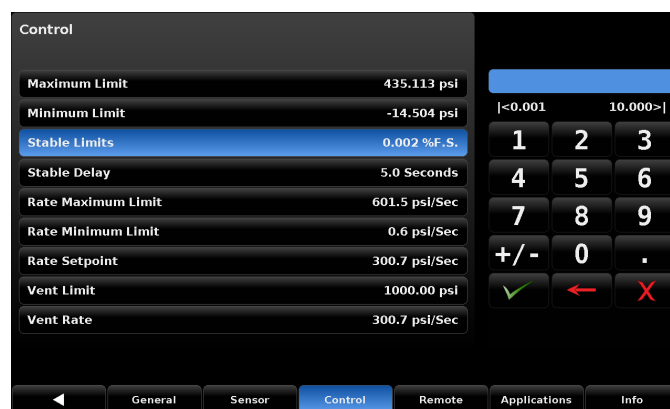 Control
Maximum Limit 435.113 psi
Minimum Limit -14.504 psi
Stable Limits 0.002 %F.S.
Stable Delay 5.0 Seconds
Rate Maximum Limit 601.5 psi/Sec
Rate Minimum Limit 0.6 psi/Sec
Rate Setpoint 300.7 psi/Sec
Vent Limit 1000.00 psi
Vent Rate 300.7 psi/Sec
|<0.001 10.000>|
1 2 3
4 5 6
7 8 9
+/- 0 .
General Sensor Control Remote Applications Info